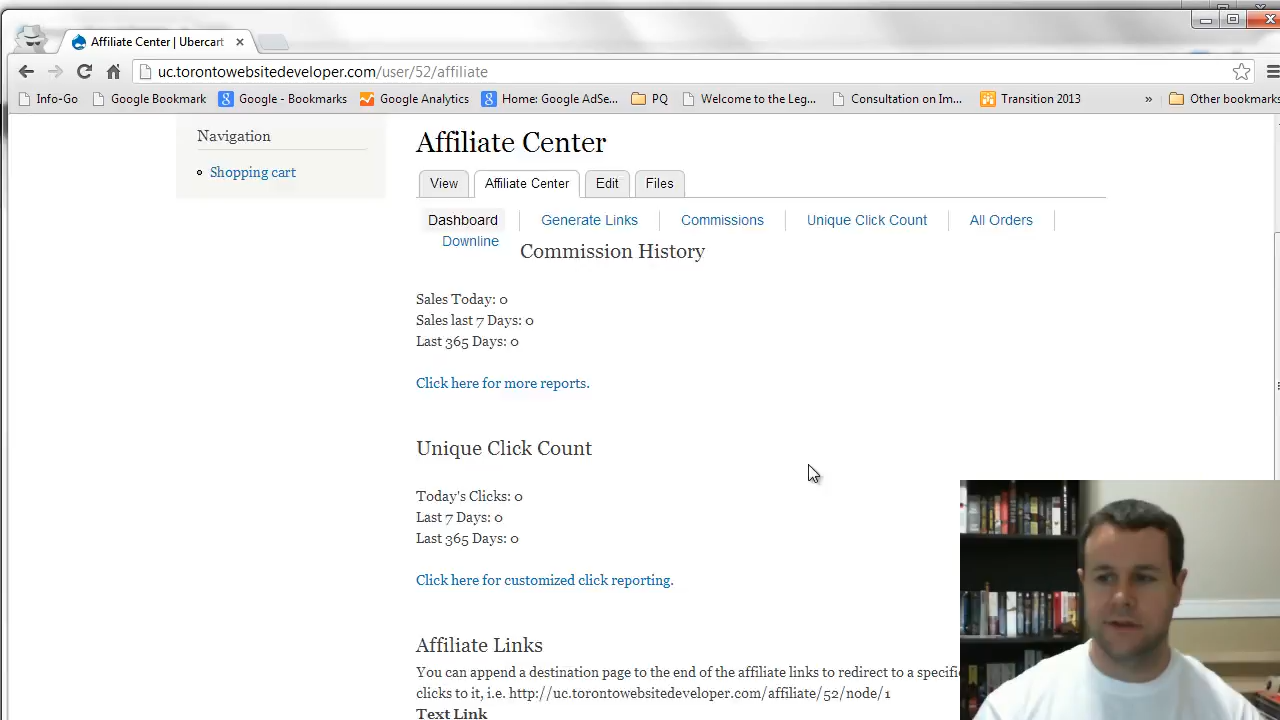 Affiliate Center | Ubercart
uc.torontowebsitedeveloper.com/user/52/affiliate
Info-Go Google Bookmark Google - Bookmarks Google Analytics Home: Google AdSe... PQ Welcome to the Leg... Consultation on Im... Transition 2013 » Other bookmarks
Navigation
Shopping cart
Affiliate Center
View Affiliate Center Edit Files
Dashboard Generate Links Commissions Unique Click Count All Orders
Downline
Commission History
Sales Today: 0
Sales last 7 Days: 0
Last 365 Days: 0
Click here for more reports.
Unique Click Count
Today's Clicks: 0
Last 7 Days: 0
Last 365 Days: 0
Click here for customized click reporting.
Affiliate Links
You can append a destination page to the end of the affiliate links to redirect to a specific
clicks to it, i.e. http://uc.torontowebsitedeveloper.com/affiliate/52/node/1
Text Link